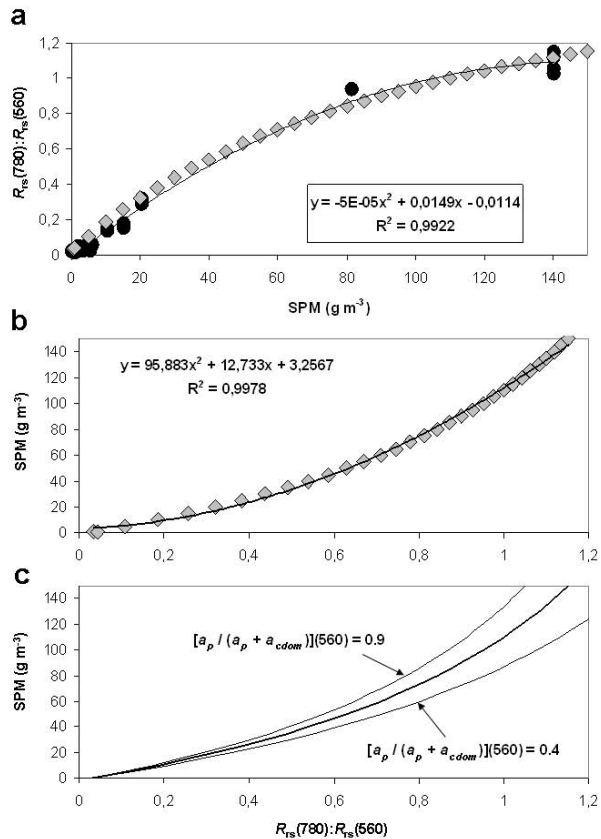 a
1,2
1
0,8
0,6
0,4
0,2
0
Rrs(780):Rrs(560)
y = -5E-05x² + 0,0149x - 0,0114
R² = 0,9922
0 20 40 60 80 100 120 140
SPM (g m⁻³)
b
140
120
100
80
60
40
20
0
SPM (g m⁻³)
y = 95,883x² + 12,733x + 3,2567
R² = 0,9978
0 0,2 0,4 0,6 0,8 1 1,2
c
140
120
100
80
60
40
20
0
SPM (g m⁻³)
[ap / (ap + acdom)](560) = 0.9
[ap / (ap + acdom)](560) = 0.4
0 0,2 0,4 0,6 0,8 1 1,2
Rrs(780):Rrs(560)